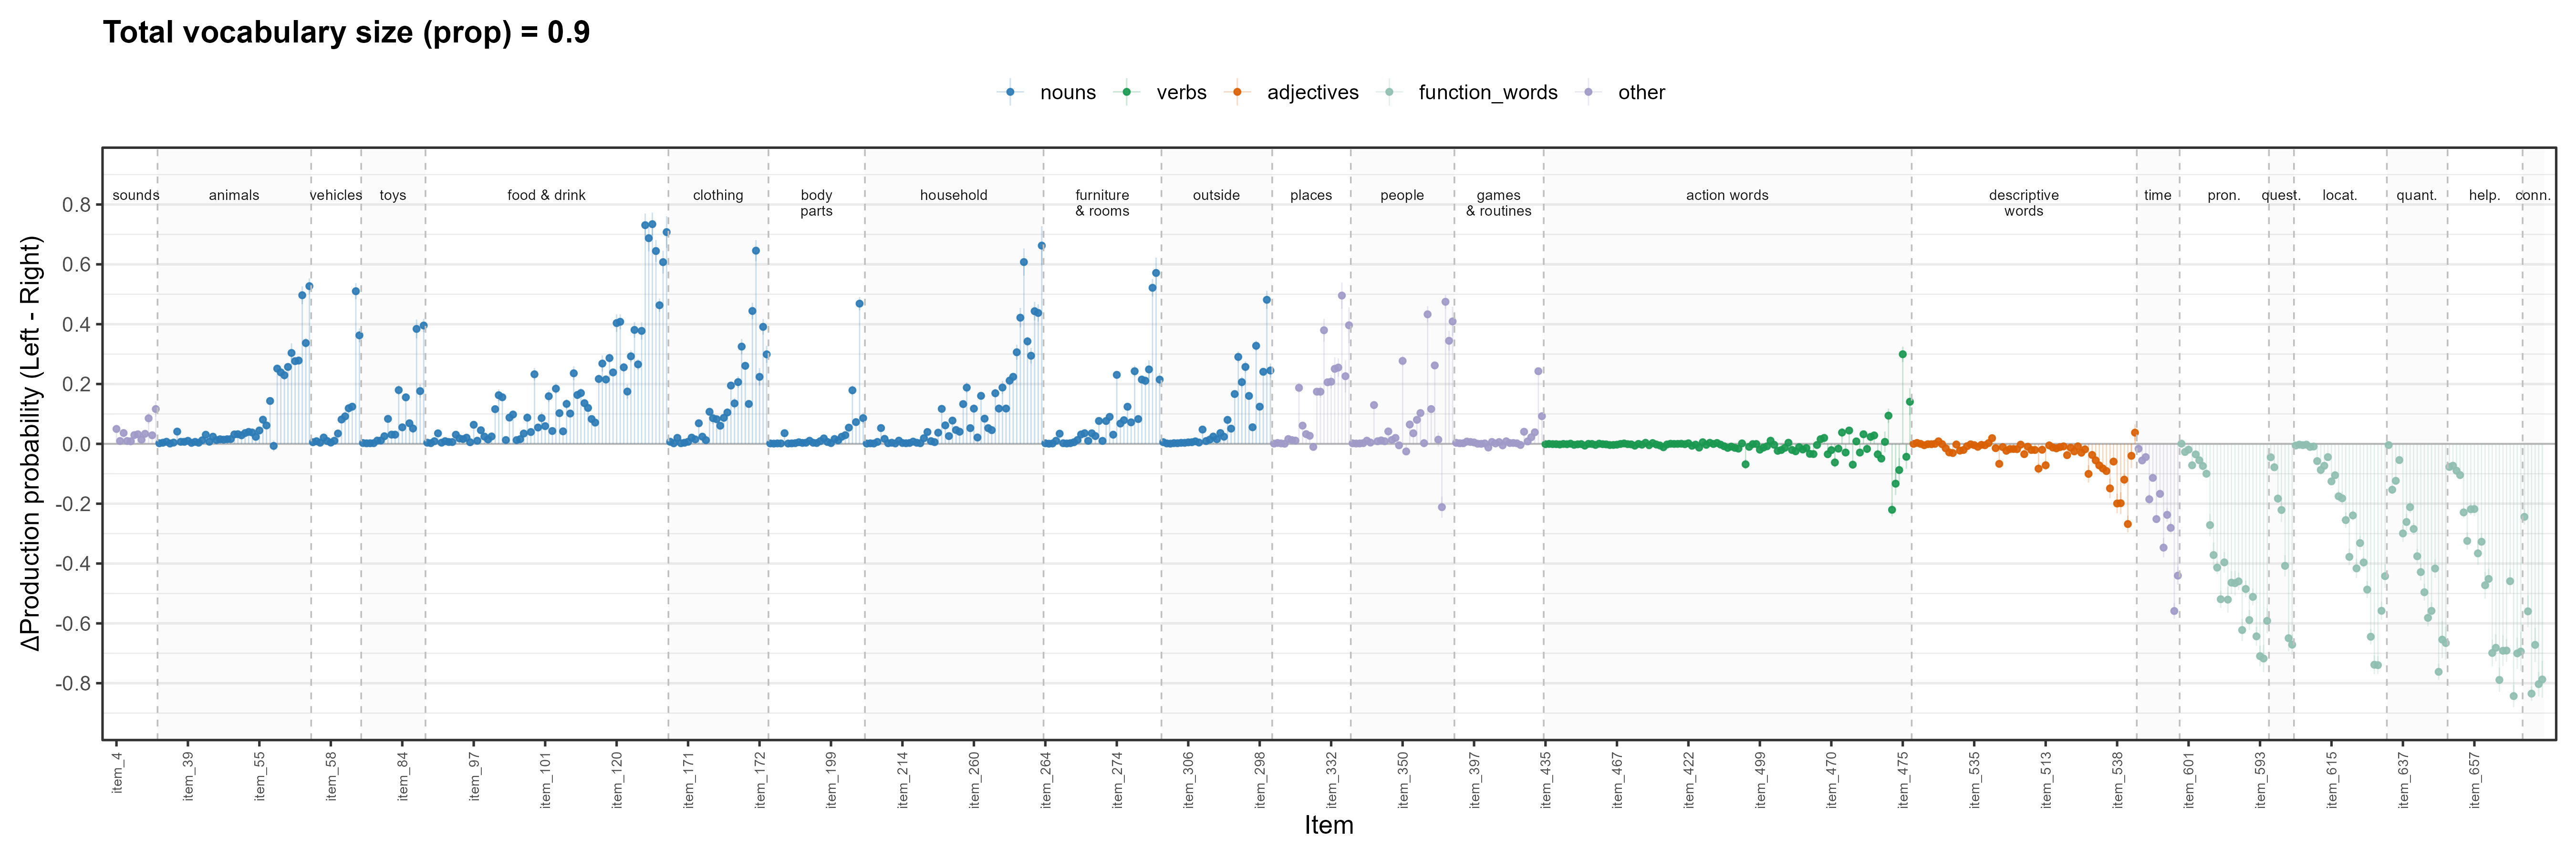 Total vocabulary size (prop) = 0.9
nouns verbs adjectives function_words other
sounds animals vehicles toys food & drink clothing body parts household furniture & rooms outside places people games & routines action words descriptive words time pron. quest. locat. quant. help. conn.
ΔProduction probability (Left - Right)
0.8
0.6
0.4
0.2
0.0
-0.2
-0.4
-0.6
-0.8
item_4 item_39 item_55 item_58 item_84 item_97 item_101 item_120 item_171 item_172 item_199 item_214 item_260 item_264 item_274 item_306 item_298 item_332 item_350 item_397 item_435 item_467 item_422 item_499 item_470 item_475 item_535 item_513 item_538 item_601 item_593 item_615 item_637 item_657
Item